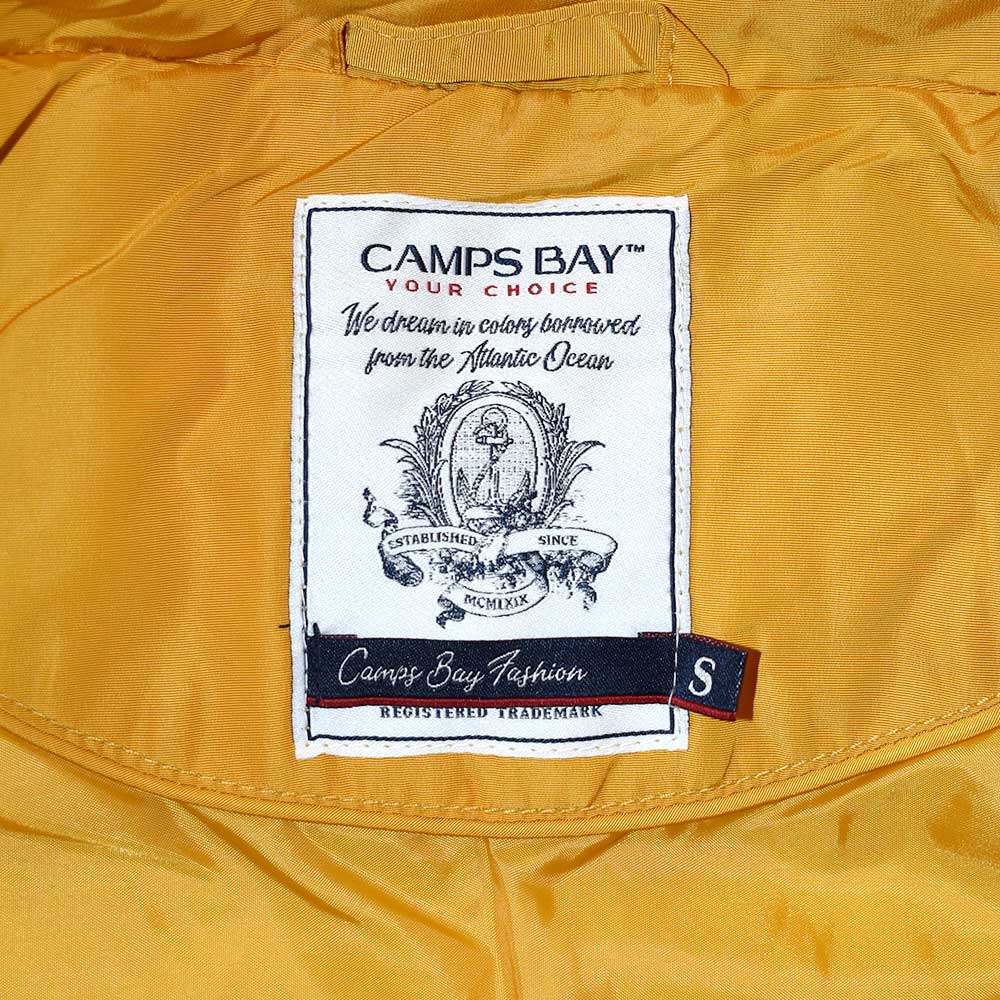 CAMPS BAY™
YOUR CHOICE
We dream in colors borrowed
from the Atlantic Ocean
ESTABLISHED SINCE
MCMLXIX
Camps Bay Fashion
S
REGISTERED TRADEMARK